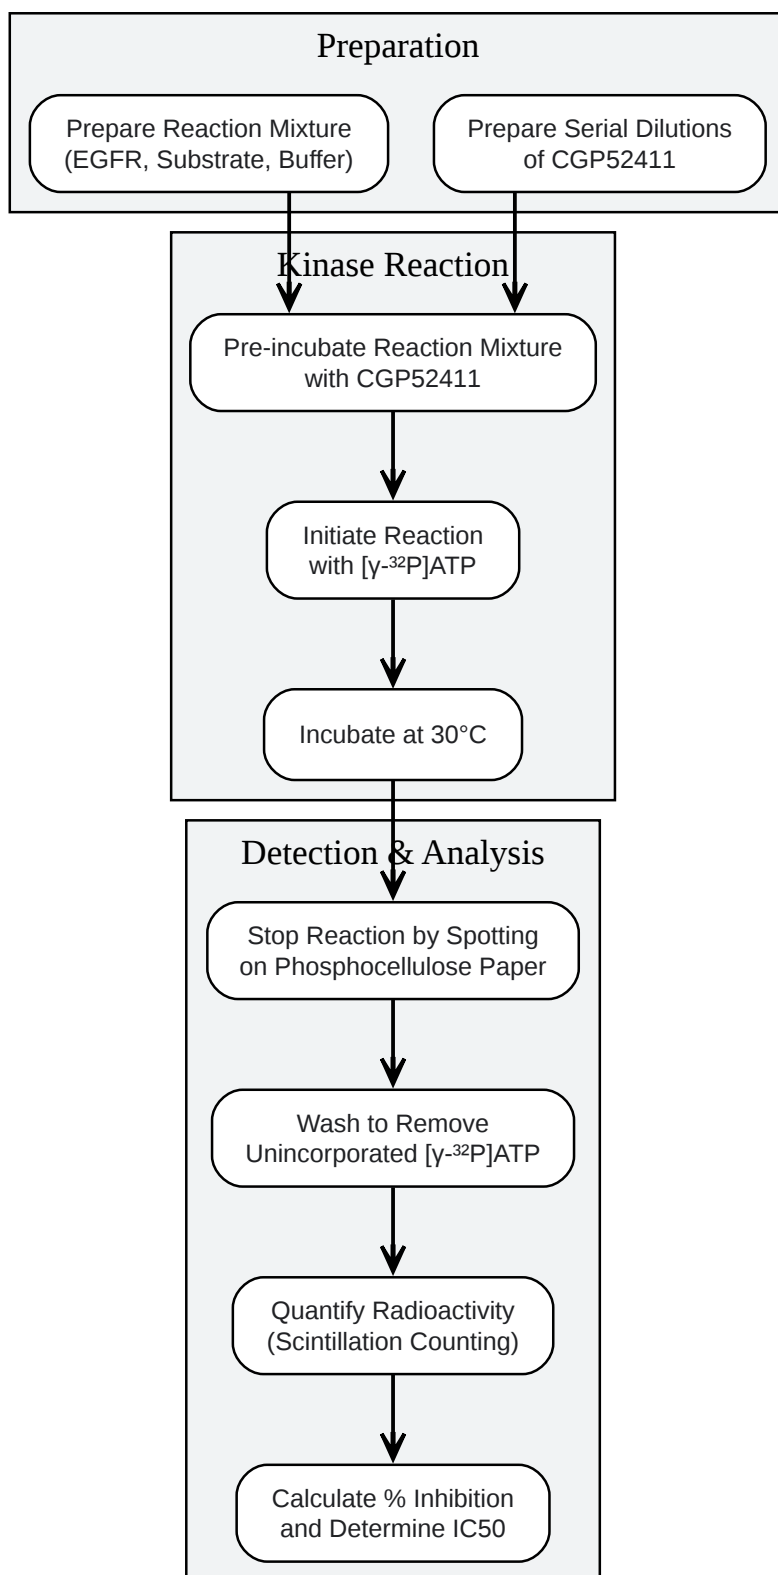 Preparation
Prepare Reaction Mixture
(EGFR, Substrate, Buffer)
Prepare Serial Dilutions
of CGP52411
Kinase Reaction
Pre-incubate Reaction Mixture
with CGP52411
Initiate Reaction
with [γ-³²P]ATP
Incubate at 30°C
Detection & Analysis
Stop Reaction by Spotting
on Phosphocellulose Paper
Wash to Remove
Unincorporated [γ-³²P]ATP
Quantify Radioactivity
(Scintillation Counting)
Calculate % Inhibition
and Determine IC50